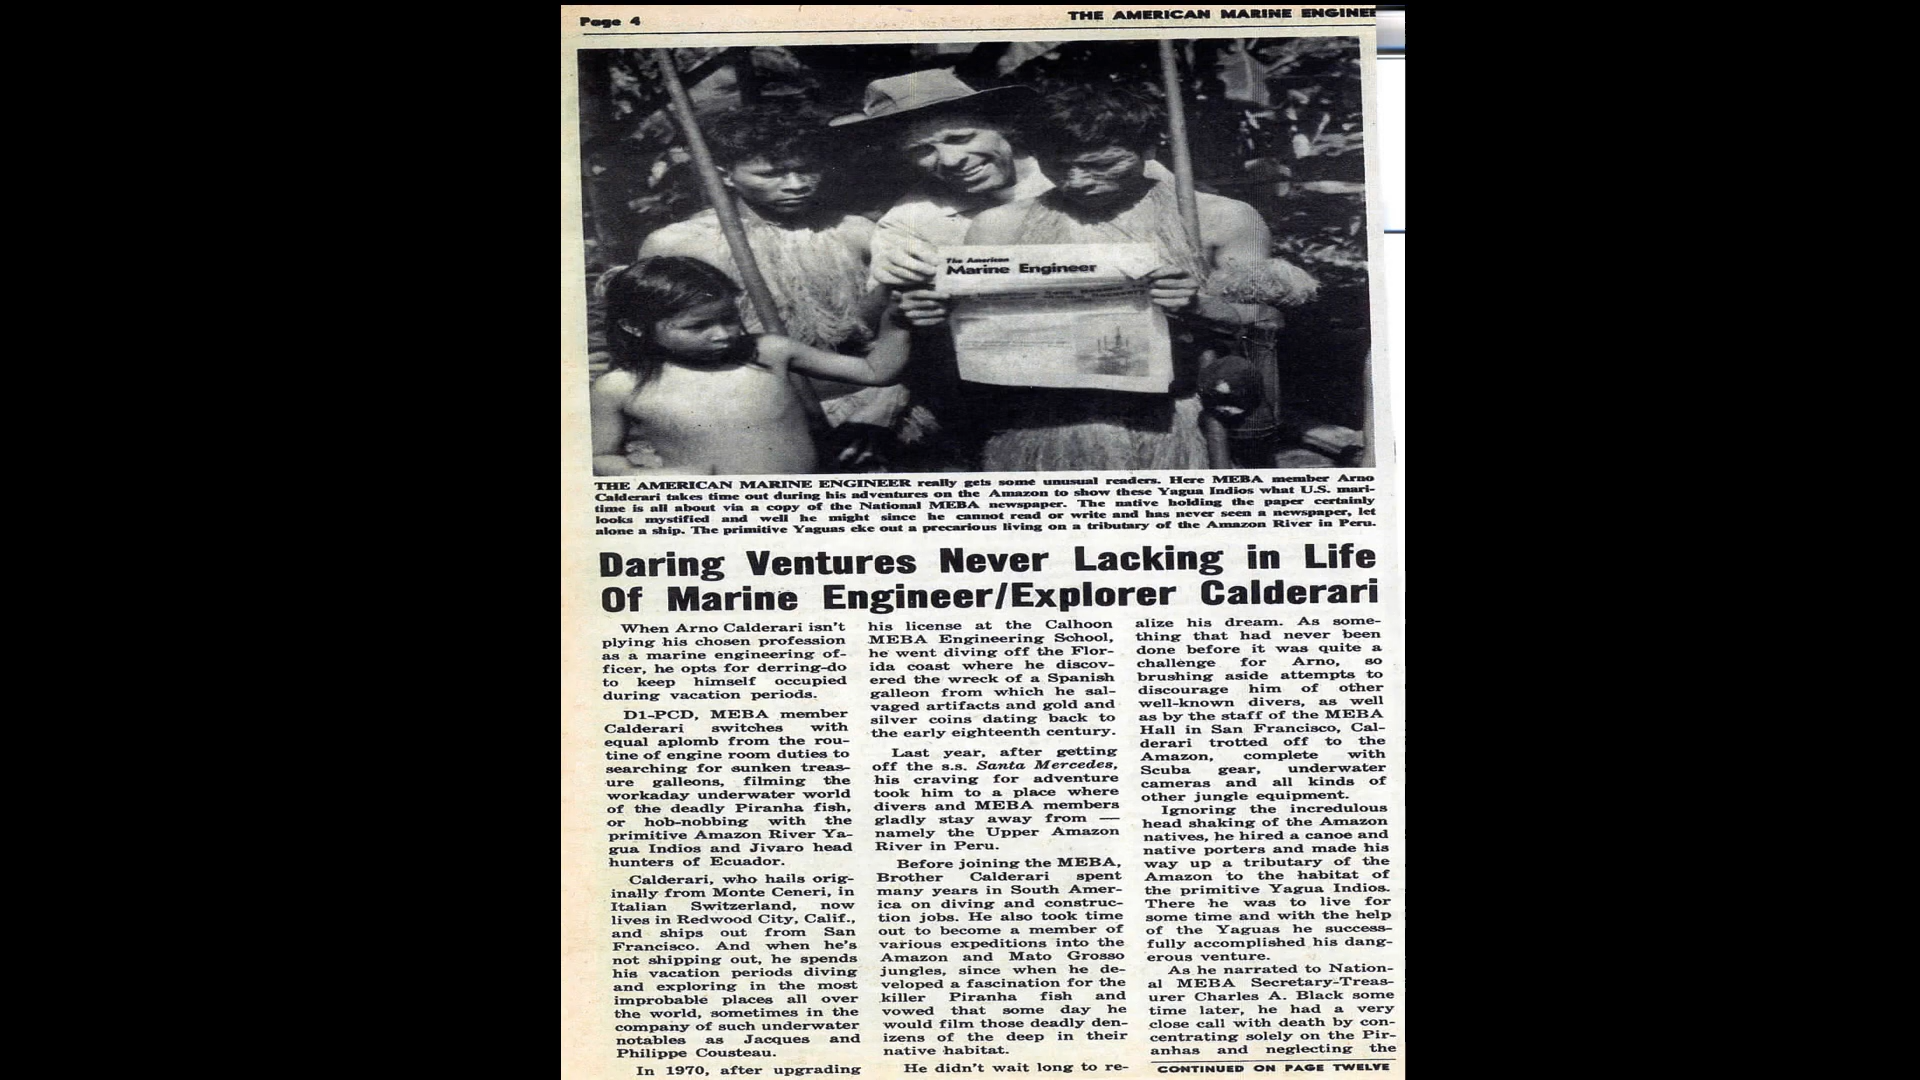 Page 4
THE AMERICAN MARINE ENGINEE
The American
Marine Engineer
THE AMERICAN MARINE ENGINEER really gets some unusual readers. Here MEBA member Arno
Calderari takes time out during his adventures on the Amazon to show these Yagua Indios what U.S. mari-
time is all about via a copy of the National MEBA newspaper. The native holding the paper certainly
looks mystified and well he might since he cannot read or write and has never seen a newspaper, let
alone a ship. The primitive Yaguas eke out a precarious living on a tributary of the Amazon River in Peru.
Daring Ventures Never Lacking in Life
Of Marine Engineer/Explorer Calderari
When Arno Calderari isn't
plying his chosen profession
as a marine engineering of-
ficer, he opts for derring-do
to keep himself occupied
during vacation periods.
D1-PCD, MEBA member
Calderari switches with
equal aplomb from the rou-
tine of engine room duties to
searching for sunken treas-
ure galleons, filming the
workaday underwater world
of the deadly Piranha fish,
or hob-nobbing with the
primitive Amazon River Ya-
gua Indios and Jivaro head
hunters of Ecuador.
Calderari, who hails orig-
inally from Monte Ceneri, in
Italian Switzerland, now
lives in Redwood City, Calif.,
and ships out from San
Francisco. And when he's
not shipping out, he spends
his vacation periods diving
and exploring in the most
improbable places all over
the world, sometimes in the
company of such underwater
notables as Jacques and
Philippe Cousteau.
In 1970, after upgrading
his license at the Calhoon
MEBA Engineering School,
he went diving off the Flor-
ida coast where he discov-
ered the wreck of a Spanish
galleon from which he sal-
vaged artifacts and gold and
silver coins dating back to
the early eighteenth century.
Last year, after getting
off the s.s. Santa Mercedes,
his craving for adventure
took him to a place where
divers and MEBA members
gladly stay away from —
namely the Upper Amazon
River in Peru.
Before joining the MEBA,
Brother Calderari spent
many years in South Amer-
ica on diving and construc-
tion jobs. He also took time
out to become a member of
various expeditions into the
Amazon and Mato Grosso
jungles, since when he de-
veloped a fascination for the
killer Piranha fish and
vowed that some day he
would film those deadly den-
izens of the deep in their
native habitat.
He didn't wait long to re-
alize his dream. As some-
thing that had never been
done before it was quite a
challenge for Arno, so
brushing aside attempts to
discourage him of other
well-known divers, as well
as by the staff of the MEBA
Hall in San Francisco, Cal-
derari trotted off to the
Amazon, complete with
Scuba gear, underwater
cameras and all kinds of
other jungle equipment.
Ignoring the incredulous
head shaking of the Amazon
natives, he hired a canoe and
native porters and made his
way up a tributary of the
Amazon to the habitat of
the primitive Yagua Indios.
There he was to live for
some time and with the help
of the Yaguas he success-
fully accomplished his dang-
erous venture.
As he narrated to Nation-
al MEBA Secretary-Treas-
urer Charles A. Black some
time later, he had a very
close call with death by con-
centrating solely on the Pir-
anhas and neglecting the
CONTINUED ON PAGE TWELVE